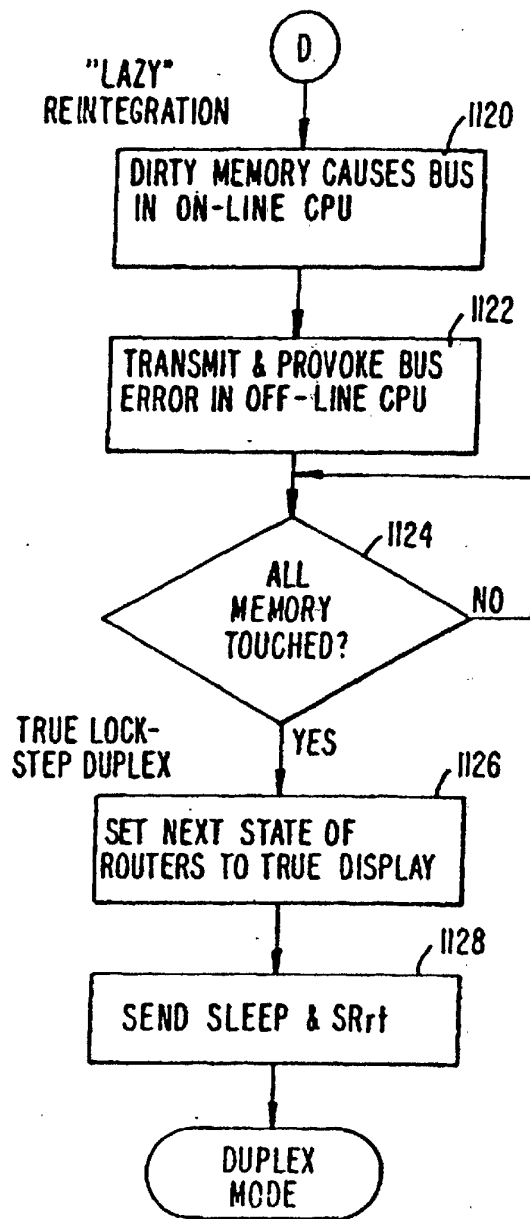 D
"LAZY"
REINTEGRATION
1120
DIRTY MEMORY CAUSES BUS
IN ON-LINE CPU
1122
TRANSMIT & PROVOKE BUS
ERROR IN OFF-LINE CPU
1124
ALL
MEMORY
TOUCHED?
NO
YES
TRUE LOCK-
STEP DUPLEX
1126
SET NEXT STATE OF
ROUTERS TO TRUE DISPLAY
1128
SEND SLEEP & SRrt
DUPLEX
MODE